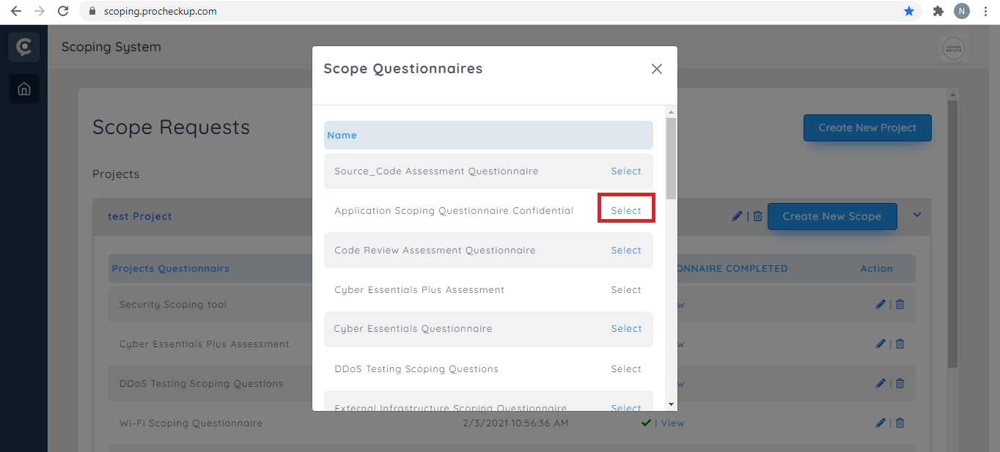 scoping.procheckup.com
N
Scoping System
Scope Questionnaires
Scope Requests
Create New Project
Name
Projects
Source_Code Assessment Questionnaire Select
Application Scoping Questionnaire Confidential Select
test Project | Create New Scope
Code Review Assessment Questionnaire Select
Projects Questionnairs ONNAIRE COMPLETED Action
Cyber Essentials Plus Assessment Select
Security Scoping tool |
Cyber Essentials Questionnaire Select
Cyber Essentials Plus Assessment |
DDoS Testing Scoping Questions Select
DDoS Testing Scoping Questions |
External Infrastructure Scoping Questionnaire Select
Wi-Fi Scoping Questionnaire 2/3/2021 10:56:36 AM | View |